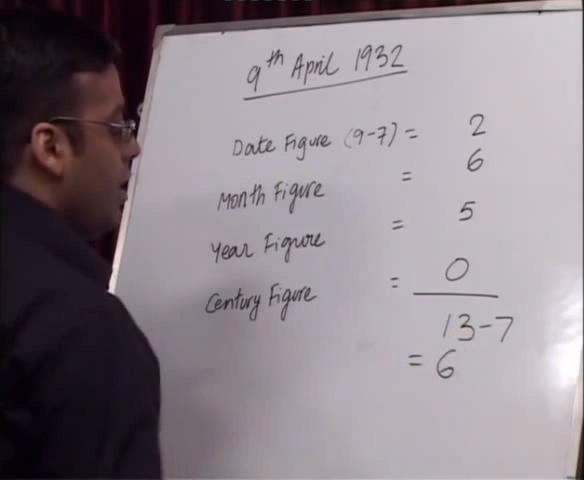 9th April 1932
Date Figure (9-7) = 2
Month Figure = 6
Year Figure = 5
Century Figure = 0
13-7
= 6